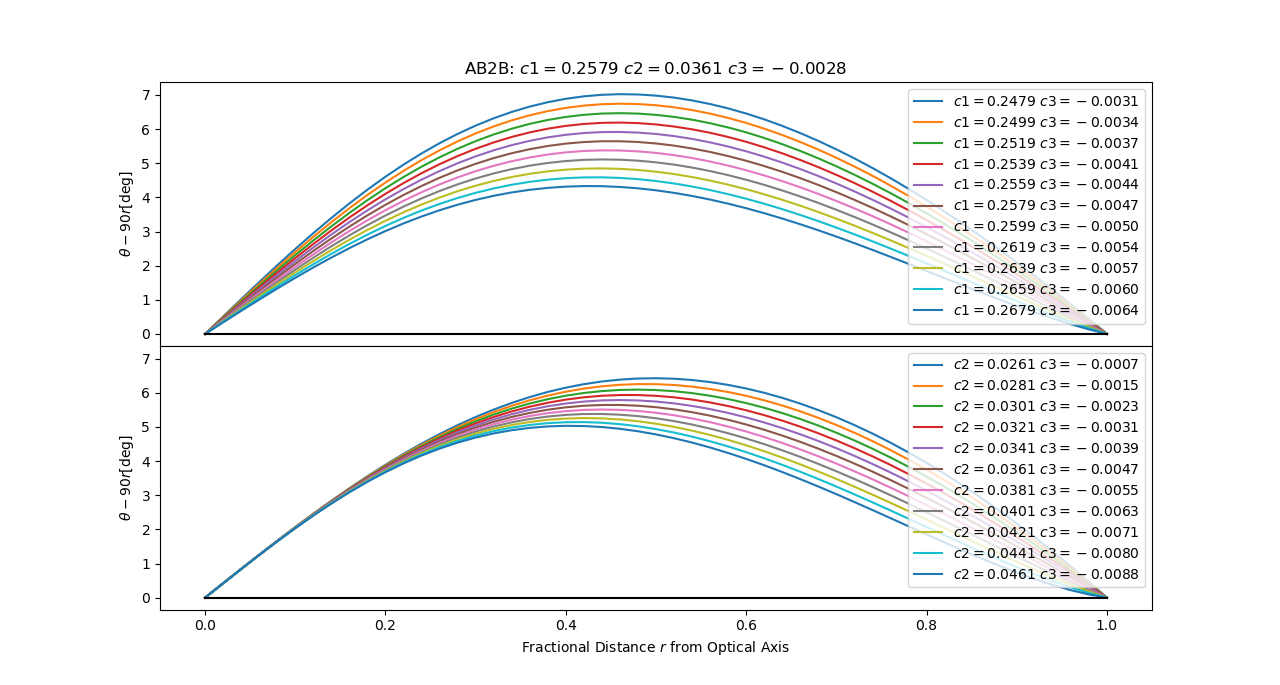 AB2B: c1 = 0.2579 c2 = 0.0361 c3 = −0.0028
7
6
5
4
3
2
1
0
θ − 90r[deg]
c1 = 0.2479 c3 = −0.0031
c1 = 0.2499 c3 = −0.0034
c1 = 0.2519 c3 = −0.0037
c1 = 0.2539 c3 = −0.0041
c1 = 0.2559 c3 = −0.0044
c1 = 0.2579 c3 = −0.0047
c1 = 0.2599 c3 = −0.0050
c1 = 0.2619 c3 = −0.0054
c1 = 0.2639 c3 = −0.0057
c1 = 0.2659 c3 = −0.0060
c1 = 0.2679 c3 = −0.0064
7
6
5
4
3
2
1
0
θ − 90r[deg]
c2 = 0.0261 c3 = −0.0007
c2 = 0.0281 c3 = −0.0015
c2 = 0.0301 c3 = −0.0023
c2 = 0.0321 c3 = −0.0031
c2 = 0.0341 c3 = −0.0039
c2 = 0.0361 c3 = −0.0047
c2 = 0.0381 c3 = −0.0055
c2 = 0.0401 c3 = −0.0063
c2 = 0.0421 c3 = −0.0071
c2 = 0.0441 c3 = −0.0080
c2 = 0.0461 c3 = −0.0088
0.0 0.2 0.4 0.6 0.8 1.0
Fractional Distance r from Optical Axis